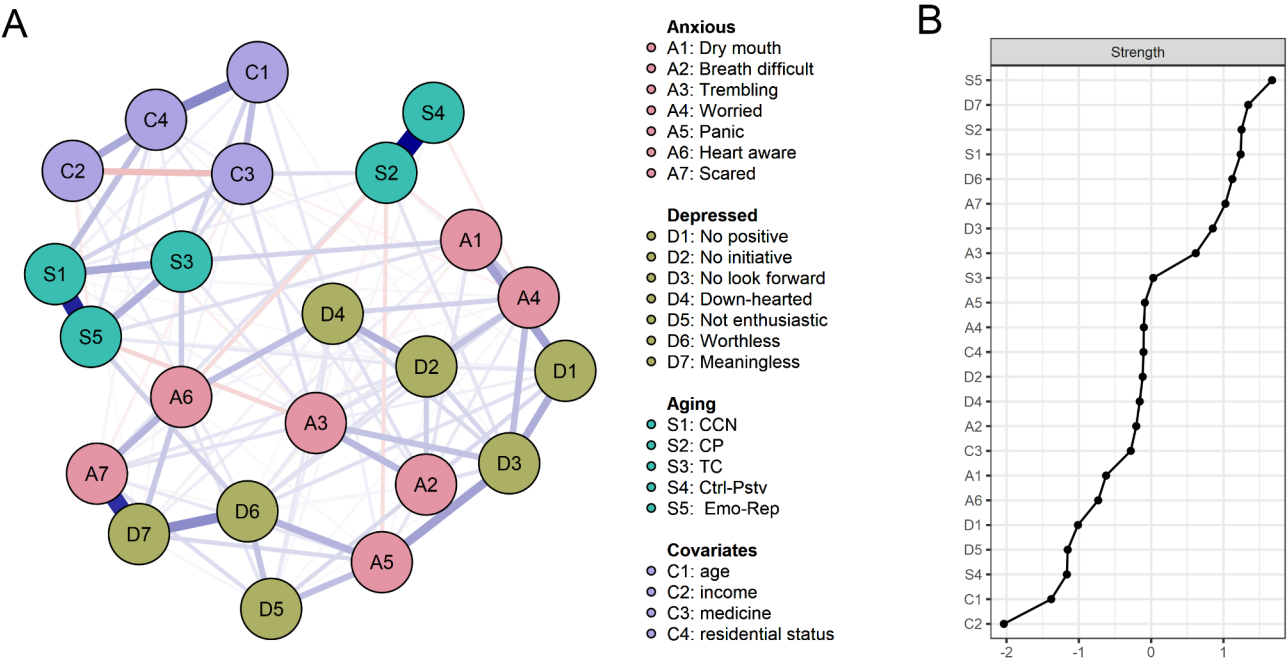 A
C1
C4
S4
C2
C3
S2
A1
S3
S1
A4
D4
S5
D2
D1
A6
A3
D3
A7
A2
D6
D7
A5
D5
Anxious
A1: Dry mouth
A2: Breath difficult
A3: Trembling
A4: Worried
A5: Panic
A6: Heart aware
A7: Scared
Depressed
D1: No positive
D2: No initiative
D3: No look forward
D4: Down-hearted
D5: Not enthusiastic
D6: Worthless
D7: Meaningless
Aging
S1: CCN
S2: CP
S3: TC
S4: Ctrl-Pstv
S5: Emo-Rep
Covariates
C1: age
C2: income
C3: medicine
C4: residential status
B
Strength
S5
D7
S2
S1
D6
A7
D3
A3
S3
A5
A4
C4
D2
D4
A2
C3
A1
A6
D1
D5
S4
C1
C2
-2 -1 0 1